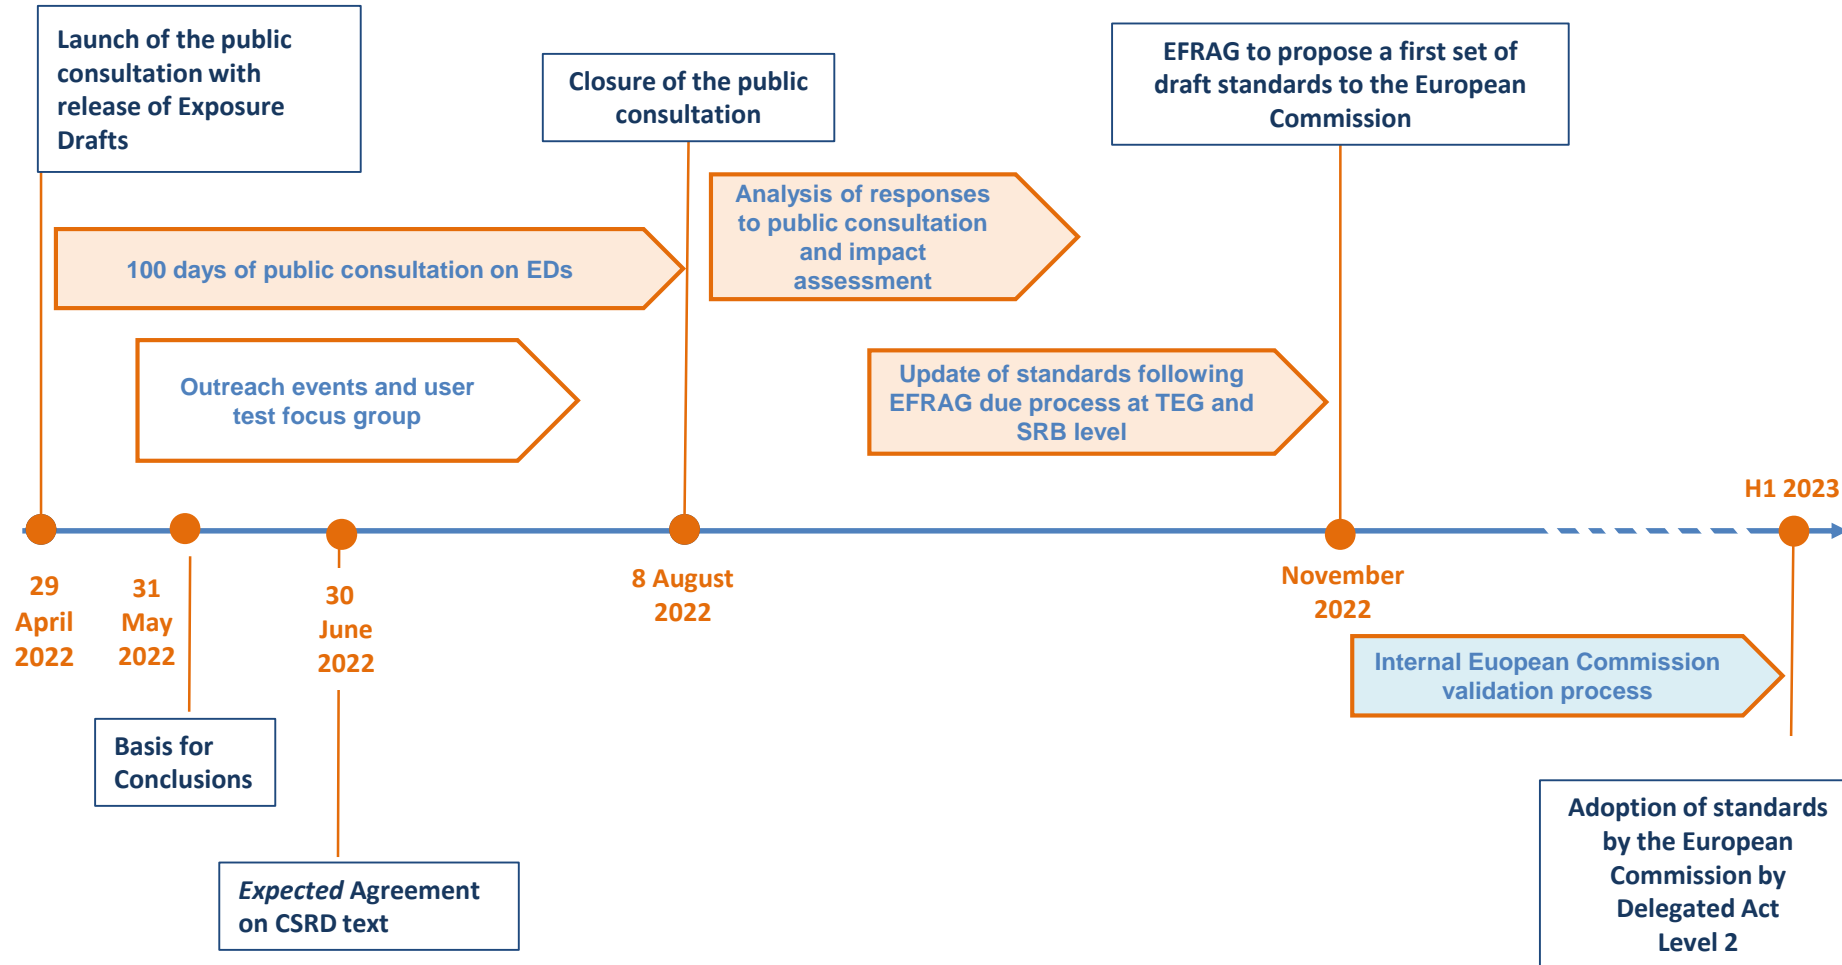 Launch of the public
consultation with
release of Exposure
Drafts
Closure of the public
consultation
EFRAG to propose a first set of
draft standards to the European
Commission
Analysis of responses
to public consultation
and impact
assessment
100 days of public consultation on EDs
Outreach events and user
test focus group
Update of standards following
EFRAG due process at TEG and
SRB level
H1 2023
29
April
2022
31
May
2022
30
June
2022
8 August
2022
November
2022
Internal Euopean Commission
validation process
Basis for
Conclusions
Expected Agreement
on CSRD text
Adoption of standards
by the European
Commission by
Delegated Act
Level 2